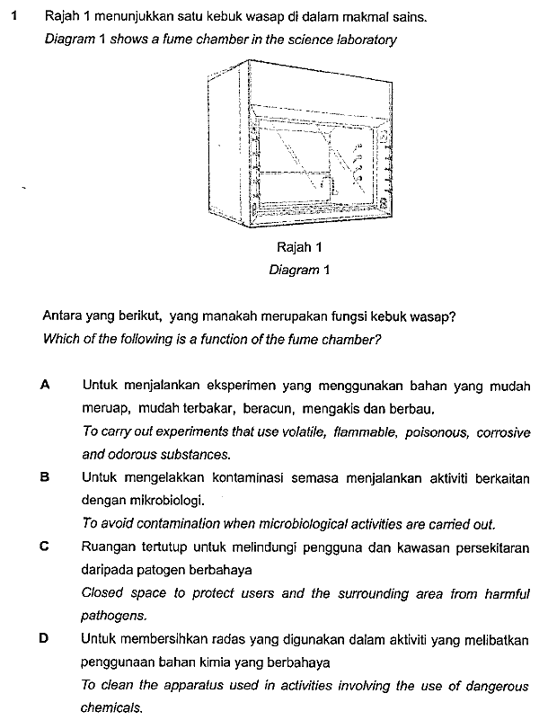 1 Rajah 1 menunjukkan satu kebuk wasap di dalam makmal sains.
Diagram 1 shows a fume chamber in the science laboratory
Rajah 1
Diagram 1
Antara yang berikut, yang manakah merupakan fungsi kebuk wasap?
Which of the following is a function of the fume chamber?
A Untuk menjalankan eksperimen yang menggunakan bahan yang mudah
meruap, mudah terbakar, beracun, mengakis dan berbau.
To carry out experiments that use volatile, flammable, poisonous, corrosive
and odorous substances.
B Untuk mengelakkan kontaminasi semasa menjalankan aktiviti berkaitan
dengan mikrobiologi.
To avoid contamination when microbiological activities are carried out.
C Ruangan tertutup untuk melindungi pengguna dan kawasan persekitaran
daripada patogen berbahaya
Closed space to protect users and the surrounding area from harmful
pathogens.
D Untuk membersihkan radas yang digunakan dalam aktiviti yang melibatkan
penggunaan bahan kimia yang berbahaya
To clean the apparatus used in activities involving the use of dangerous
chemicals.